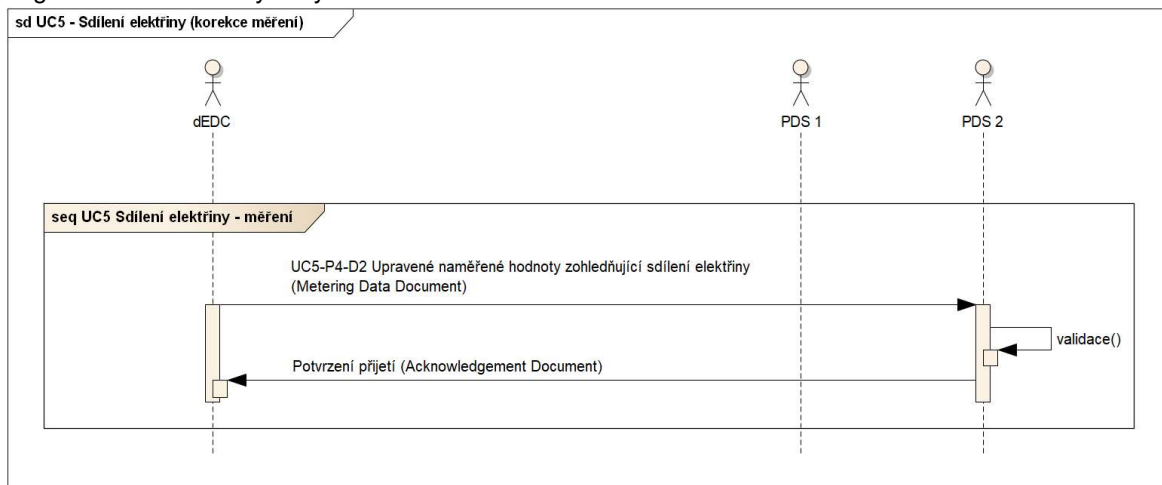 sd UC5 - Sdílení elektřiny (korekce měření)
dEDC
PDS 1
PDS 2
seq UC5 Sdílení elektřiny - měření
UC5-P4-D2 Upravené naměřené hodnoty zohledňující sdílení elektřiny
(Metering Data Document)
validace()
Potvrzení přijetí (Acknowledgement Document)